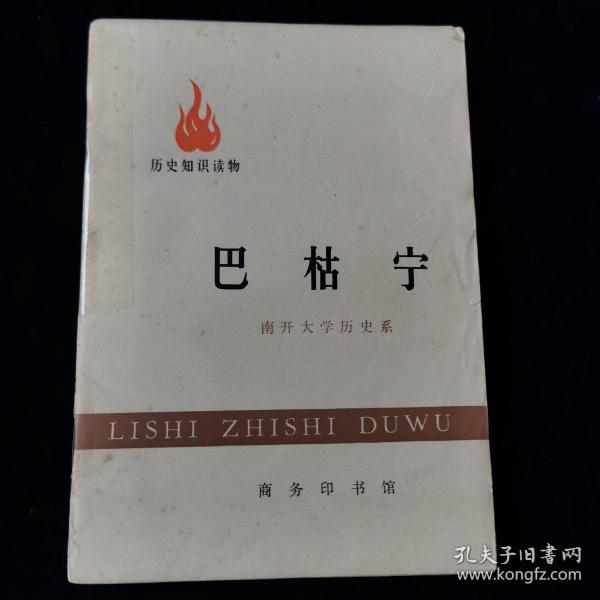 历史知识读物
巴枯宁
南开大学历史系
LISHI ZHISHI DUWU
商务印书馆
孔夫子旧書网
www.kongfz.com